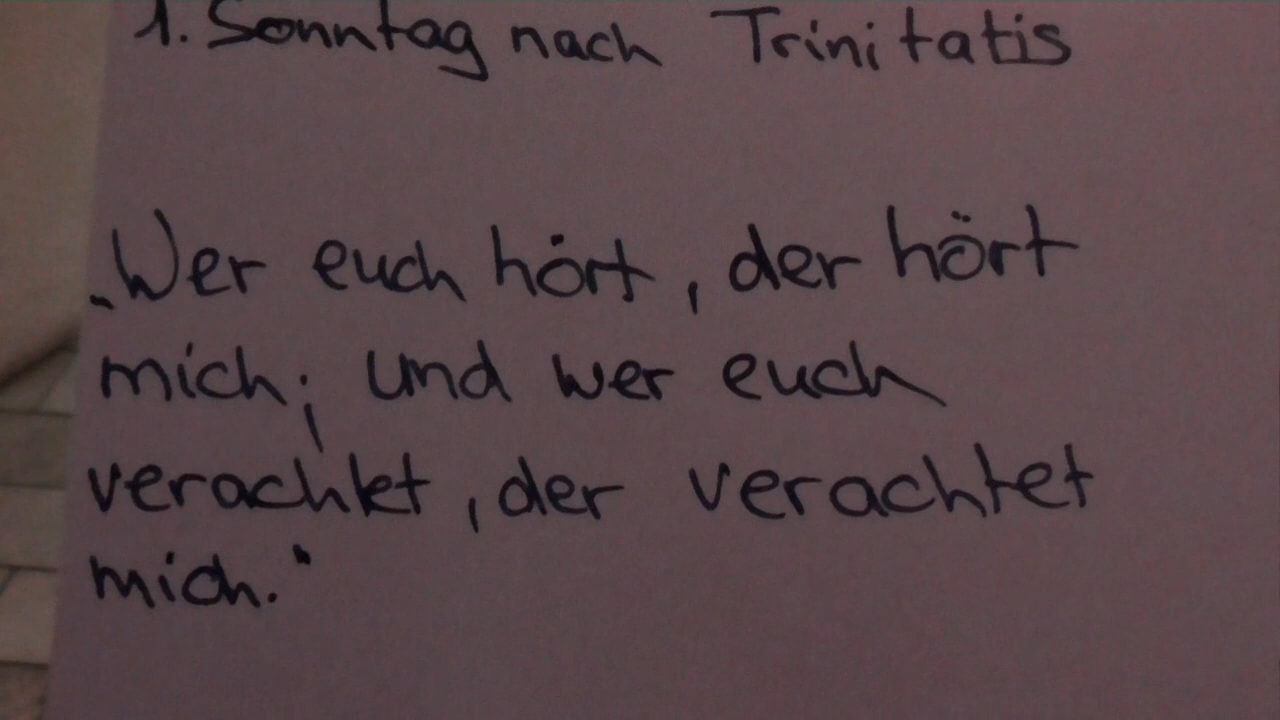 1. Sonntag nach Trinitatis
„Wer euch hört, der hört
mich; und wer euch
verachtet, der verachtet
mich."